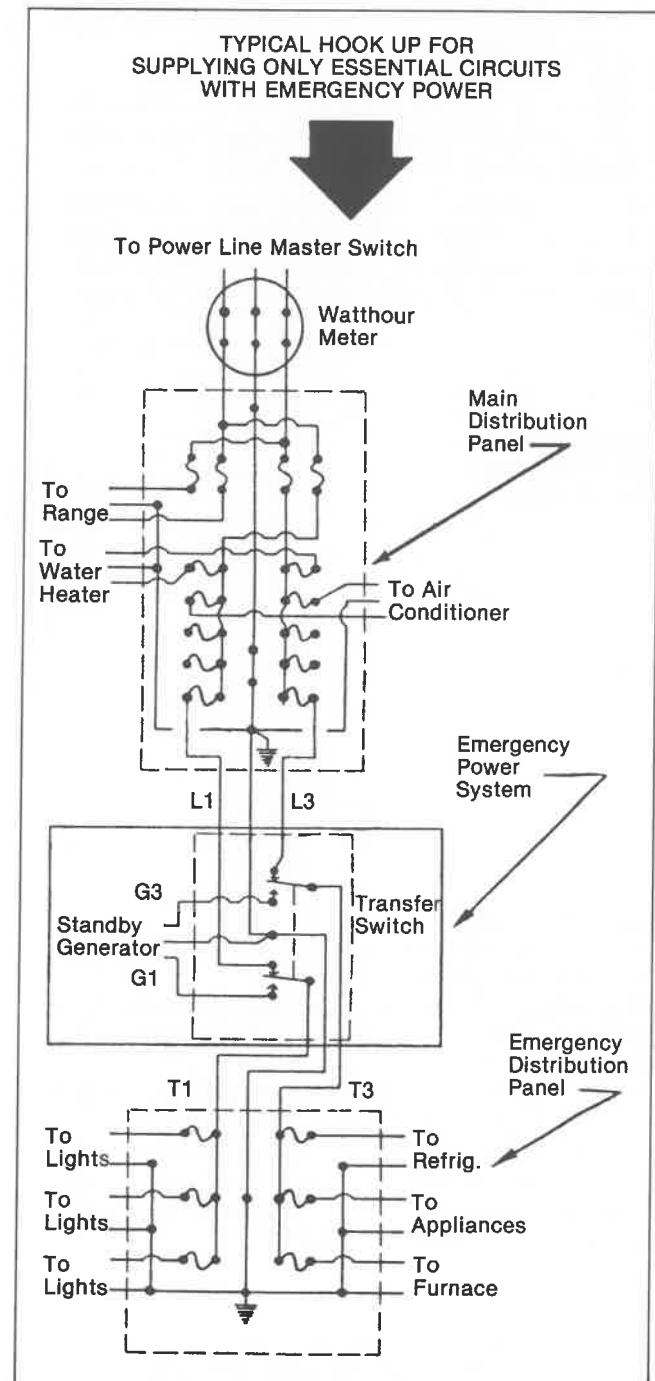 TYPICAL HOOK UP FOR
SUPPLYING ONLY ESSENTIAL CIRCUITS
WITH EMERGENCY POWER
To Power Line Master Switch
Watthour
Meter
Main
Distribution
Panel
To
Range
To
Water
Heater
To Air
Conditioner
Emergency
Power
System
L1
L3
G3
Standby
Generator
G1
Transfer
Switch
Emergency
Distribution
Panel
T1
T3
To
Lights
To
Refrig.
To
Lights
To
Appliances
To
Lights
To
Furnace